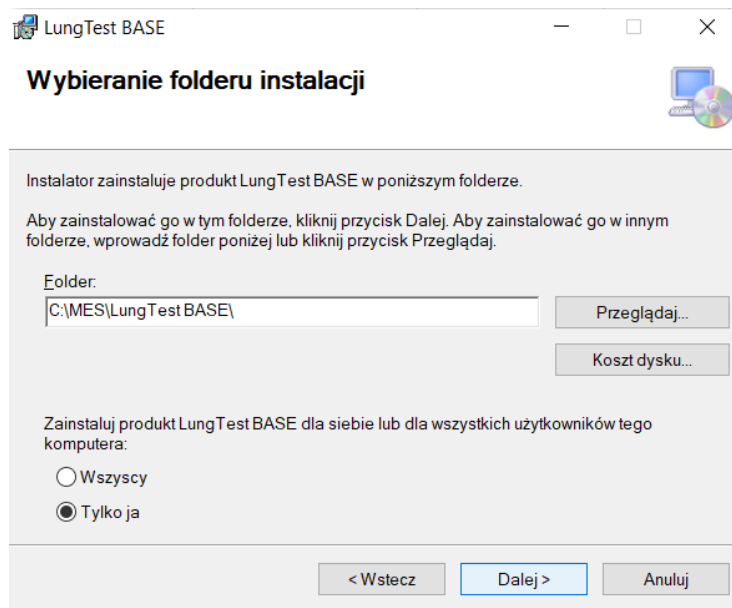 LungTest BASE
Wybieranie folderu instalacji
Instalator zainstaluje produkt LungTest BASE w poniższym folderze.
Aby zainstalować go w tym folderze, kliknij przycisk Dalej. Aby zainstalować go w innym
folderze, wprowadź folder poniżej lub kliknij przycisk Przeglądaj.
Folder:
C:\MES\LungTest BASE\
Przeglądaj...
Koszt dysku...
Zainstaluj produkt LungTest BASE dla siebie lub dla wszystkich użytkowników tego
komputera:
Wszyscy
Tylko ja
< Wstecz
Dalej >
Anuluj